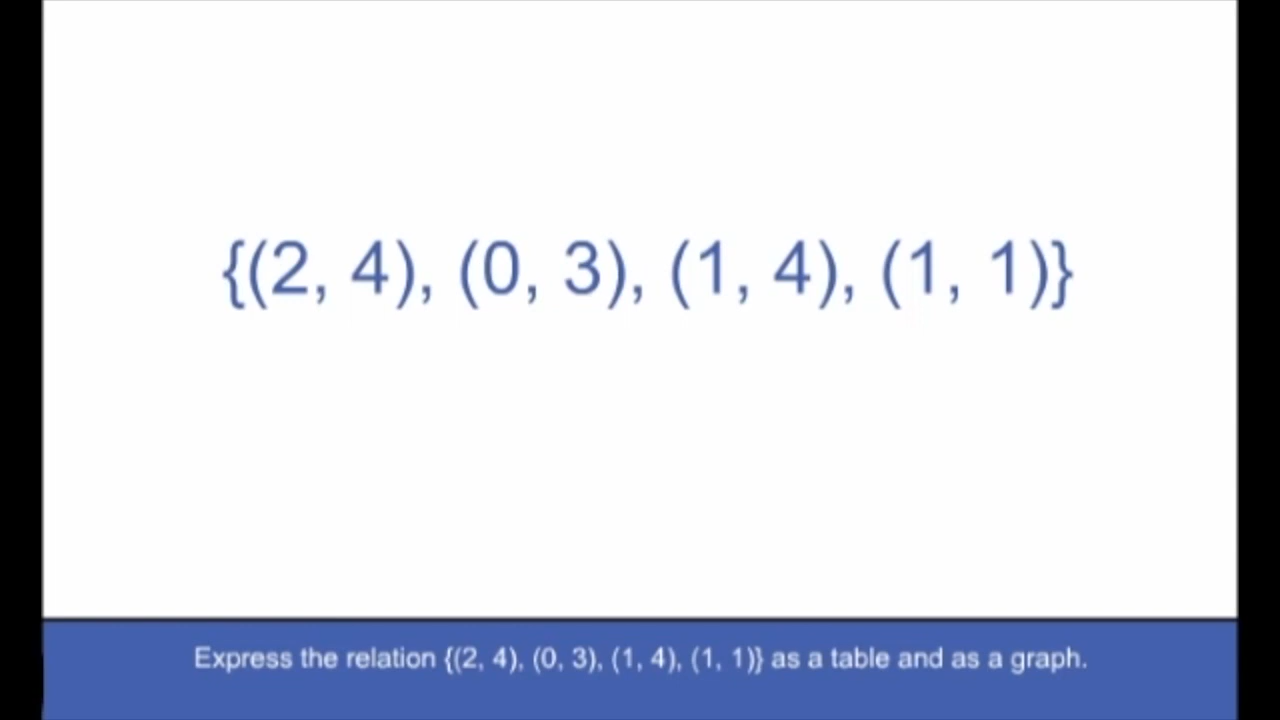 {(2, 4), (0, 3), (1, 4), (1, 1)}
Express the relation {(2, 4), (0, 3), (1, 4), (1, 1)} as a table and as a graph.